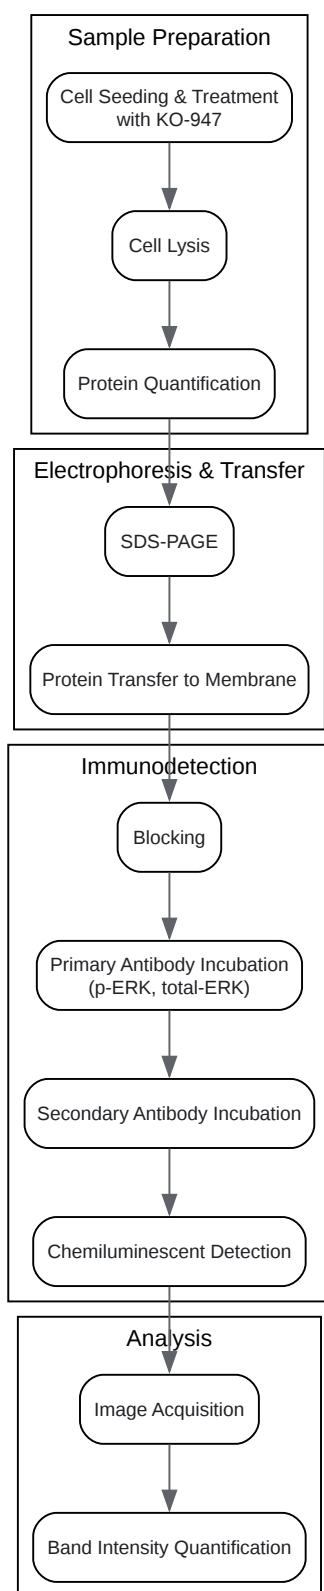 Sample Preparation
Cell Seeding & Treatment
with KO-947
Cell Lysis
Protein Quantification
Electrophoresis & Transfer
SDS-PAGE
Protein Transfer to Membrane
Immunodetection
Blocking
Primary Antibody Incubation
(p-ERK, total-ERK)
Secondary Antibody Incubation
Chemiluminescent Detection
Analysis
Image Acquisition
Band Intensity Quantification